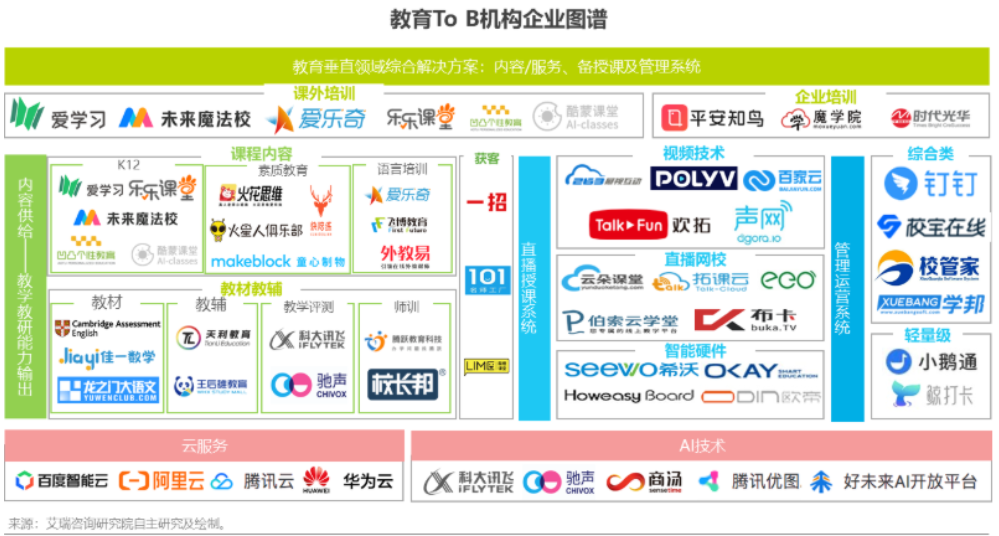 教育To B机构企业图谱
教育垂直领域综合解决方案：内容/服务、备授课及管理系统
课外培训
爱学习
未来魔法校
爱乐奇
乐乐课堂
凹凸个性教育
酷蒙课堂
AI-classes
企业培训
平安知鸟
魔学院
moxueyuan.com
时代光华
内容供给——教学教研能力输出
课程内容
K12
爱学习
乐乐课堂
未来魔法校
凹凸个性教育
酷蒙课堂
AI-classes
素质教育
火花思维
火星人俱乐部
makeblock 童心制物
语言培训
爱乐奇
飞博教育
First Future
外教易
教材教辅
教材
Cambridge Assessment
English
Jiayi佳一数学
龙之门大语文
YUWENCLUB.COM
教辅
天利教育
王后雄教育
教学评测
科大讯飞
iFLYTEK
驰声
CHIVOX
师训
腾跃教育科技
校长邦
获客
一招
101
教师工厂
LIME
直播授课系统
视频技术
263
POLYV
百家云
BAIJIAYUN.COM
Talk Fun 欢拓
声网
agora.io
直播网校
云朵课堂
yunduoketang.com
拓课云
Talk-Cloud
eeo
伯索云学堂
布卡
buka.TV
智能硬件
seewo希沃
OKAY SMART EDUCATION
Howeasy Board
ODIN欧帝
管理运营系统
综合类
钉钉
校宝在线
校管家
XUEBANG 学邦
轻量级
小鹅通
鲸打卡
云服务
百度智能云
阿里云
腾讯云
HUAWEI
华为云
AI技术
科大讯飞
iFLYTEK
驰声
CHIVOX
商汤
sensetime
腾讯优图
好未来AI开放平台
来源：艾瑞咨询研究院自主研究及绘制。